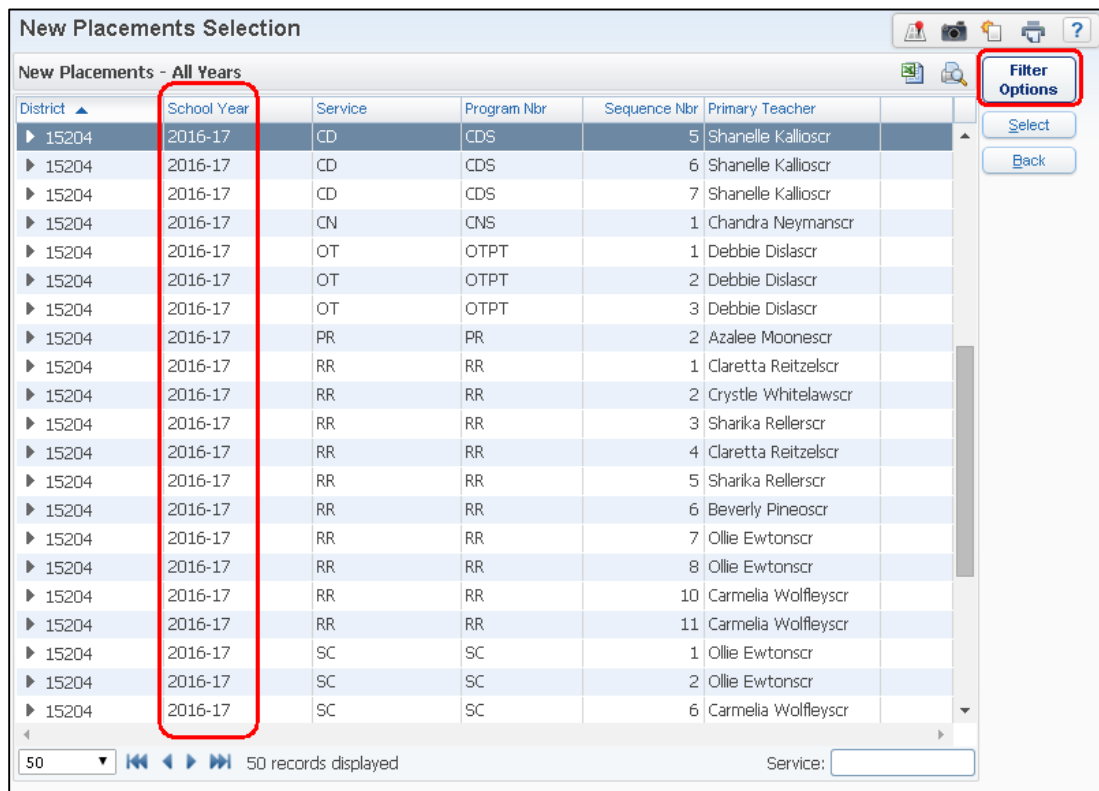 New Placements Selection
?
New Placements - All Years
Filter Options
District School Year Service Program Nbr Sequence Nbr Primary Teacher
Select
15204 2016-17 CD CDS 5 Shanelle Kallioscr
Back
15204 2016-17 CD CDS 6 Shanelle Kallioscr
15204 2016-17 CD CDS 7 Shanelle Kallioscr
15204 2016-17 CN CNS 1 Chandra Neymanscr
15204 2016-17 OT OTPT 1 Debbie Dislascr
15204 2016-17 OT OTPT 2 Debbie Dislascr
15204 2016-17 OT OTPT 3 Debbie Dislascr
15204 2016-17 PR PR 2 Azalee Moonescr
15204 2016-17 RR RR 1 Claretta Reitzelscr
15204 2016-17 RR RR 2 Crystle Whitelawscr
15204 2016-17 RR RR 3 Sharika Rellerscr
15204 2016-17 RR RR 4 Claretta Reitzelscr
15204 2016-17 RR RR 5 Sharika Rellerscr
15204 2016-17 RR RR 6 Beverly Pineoscr
15204 2016-17 RR RR 7 Ollie Ewtonscr
15204 2016-17 RR RR 8 Ollie Ewtonscr
15204 2016-17 RR RR 10 Carmelia Wolfleyscr
15204 2016-17 RR RR 11 Carmelia Wolfleyscr
15204 2016-17 SC SC 1 Ollie Ewtonscr
15204 2016-17 SC SC 2 Ollie Ewtonscr
15204 2016-17 SC SC 6 Carmelia Wolfleyscr
50 50 records displayed Service: